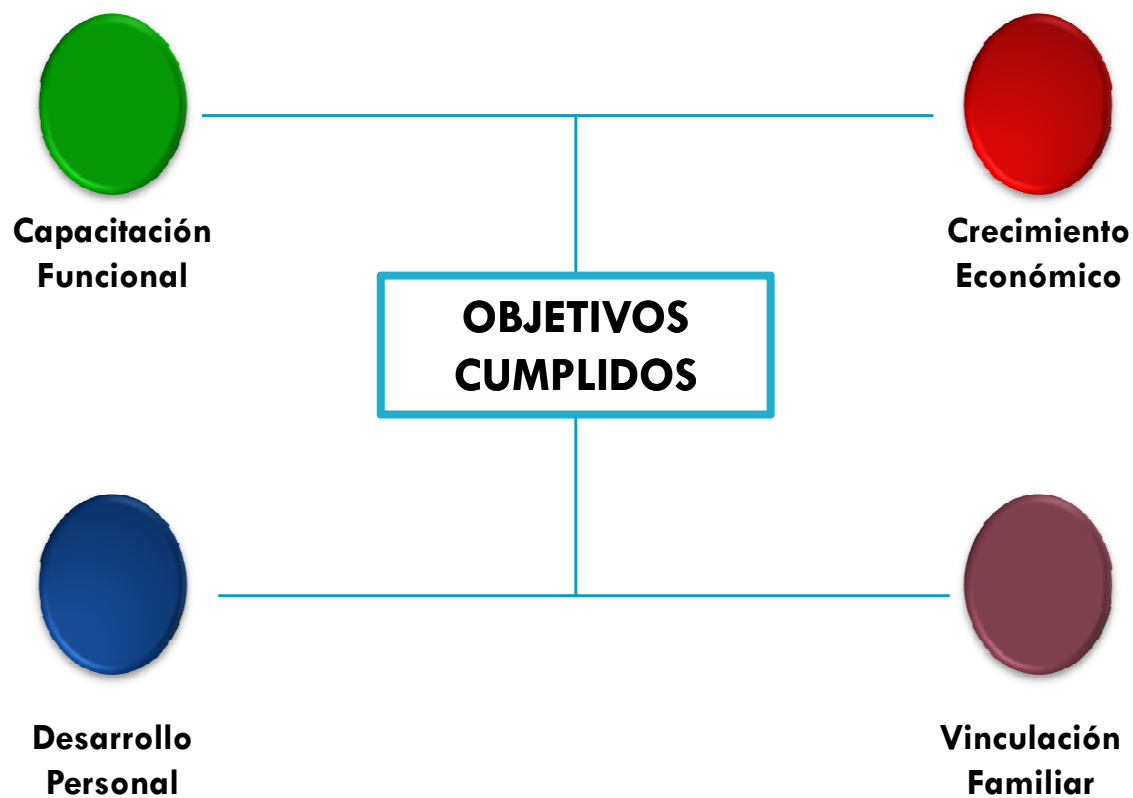 Capacitación
Funcional
Crecimiento
Económico
OBJETIVOS
CUMPLIDOS
Desarrollo
Personal
Vinculación
Familiar